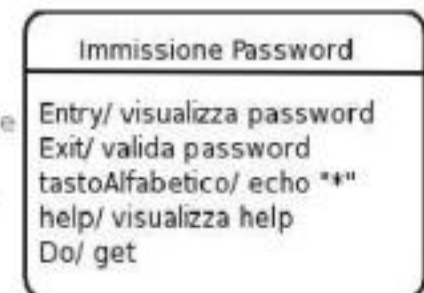 Immissione Password
Entry/ visualizza password
Exit/ valida password
tastoAlfabetico/ echo "*"
help/ visualizza help
Do/ get